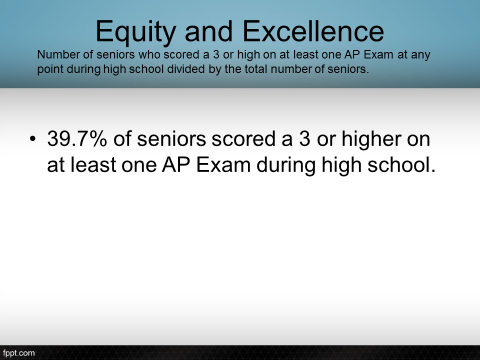 Equity and Excellence
Number of seniors who scored a 3 or high on at least one AP Exam at any
point during high school divided by the total number of seniors.
• 39.7% of seniors scored a 3 or higher on
at least one AP Exam during high school.
fppt.com